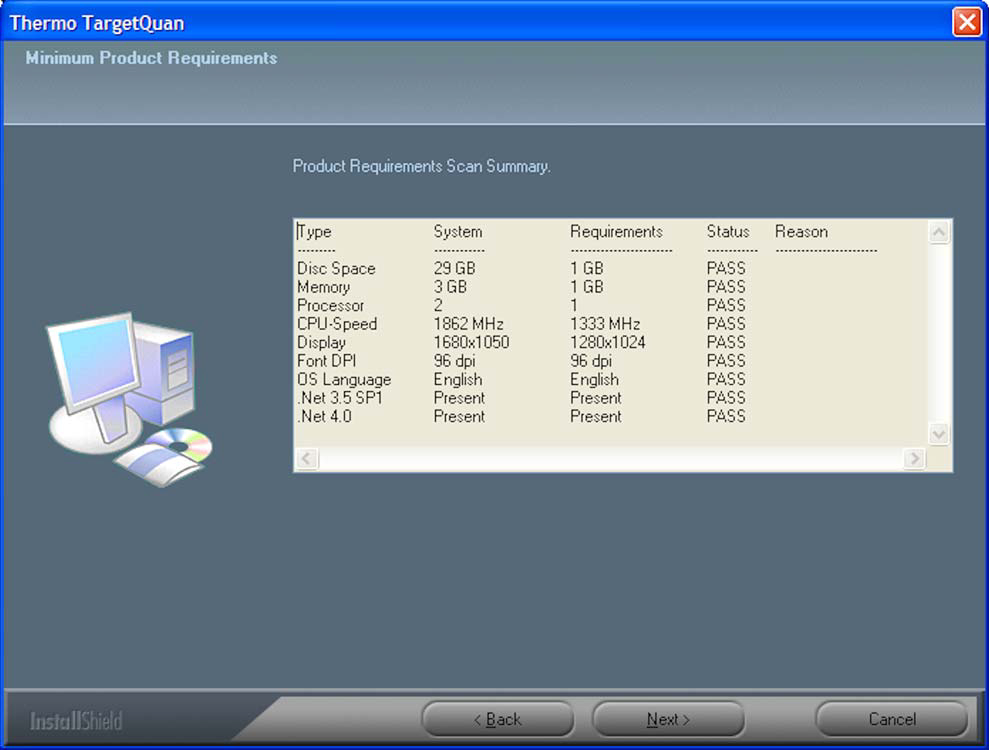 Thermo TargetQuan
Minimum Product Requirements
Product Requirements Scan Summary.
Type System Requirements Status Reason
----------- --------------- ------------------------------ --------------- ------------------------------
Disc Space 29 GB 1 GB PASS
Memory 3 GB 1 GB PASS
Processor 2 1 PASS
CPU-Speed 1862 MHz 1333 MHz PASS
Display 1680x1050 1280x1024 PASS
Font DPI 96 dpi 96 dpi PASS
OS Language English English PASS
.Net 3.5 SP1 Present Present PASS
.Net 4.0 Present Present PASS
InstallShield
< Back Next > Cancel